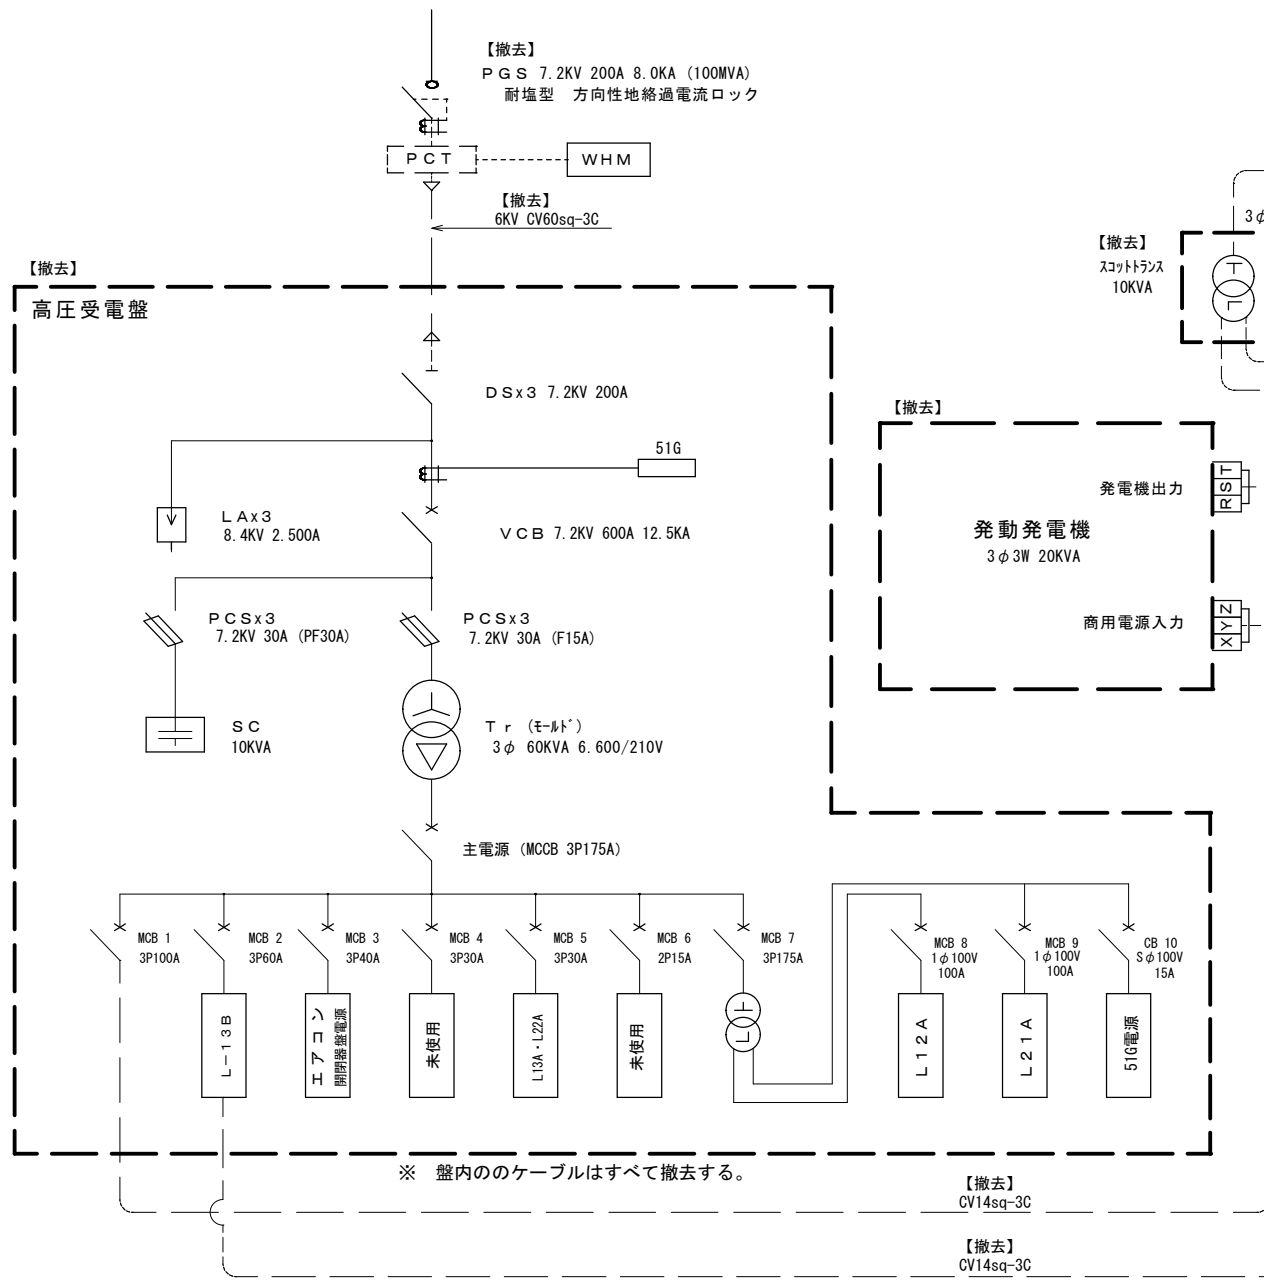 【撤去】
PGS 7.2KV 200A 8.0KA (100MVA)
耐塩型 方向性地絡過電流ロック
PCT
WHM
【撤去】
6KV CV60sq-3C
3φ
【撤去】
スコットトランス
10KVA
【撤去】
高圧受電盤
DSx3 7.2KV 200A
【撤去】
51G
発電機出力
R S T
LAx3
8.4KV 2.500A
VCB 7.2KV 600A 12.5KA
発動発電機
3φ3W 20KVA
PCSx3
7.2KV 30A (PF30A)
PCSx3
7.2KV 30A (F15A)
商用電源入力
X Y Z
SC
10KVA
Tr (モールド)
3φ 60KVA 6.600/210V
主電源 (MCCB 3P175A)
MCB 1
3P100A
MCB 2
3P60A
MCB 3
3P40A
MCB 4
3P30A
MCB 5
3P30A
MCB 6
2P15A
MCB 7
3P175A
MCB 8
1φ100V
100A
MCB 9
1φ100V
100A
CB 10
Sφ100V
15A
L-13B
エアコン
開閉器盤電源
未使用
L13A・L22A
未使用
L12A
L21A
51G電源
※ 盤内ののケーブルはすべて撤去する。
【撤去】
CV14sq-3C
【撤去】
CV14sq-3C